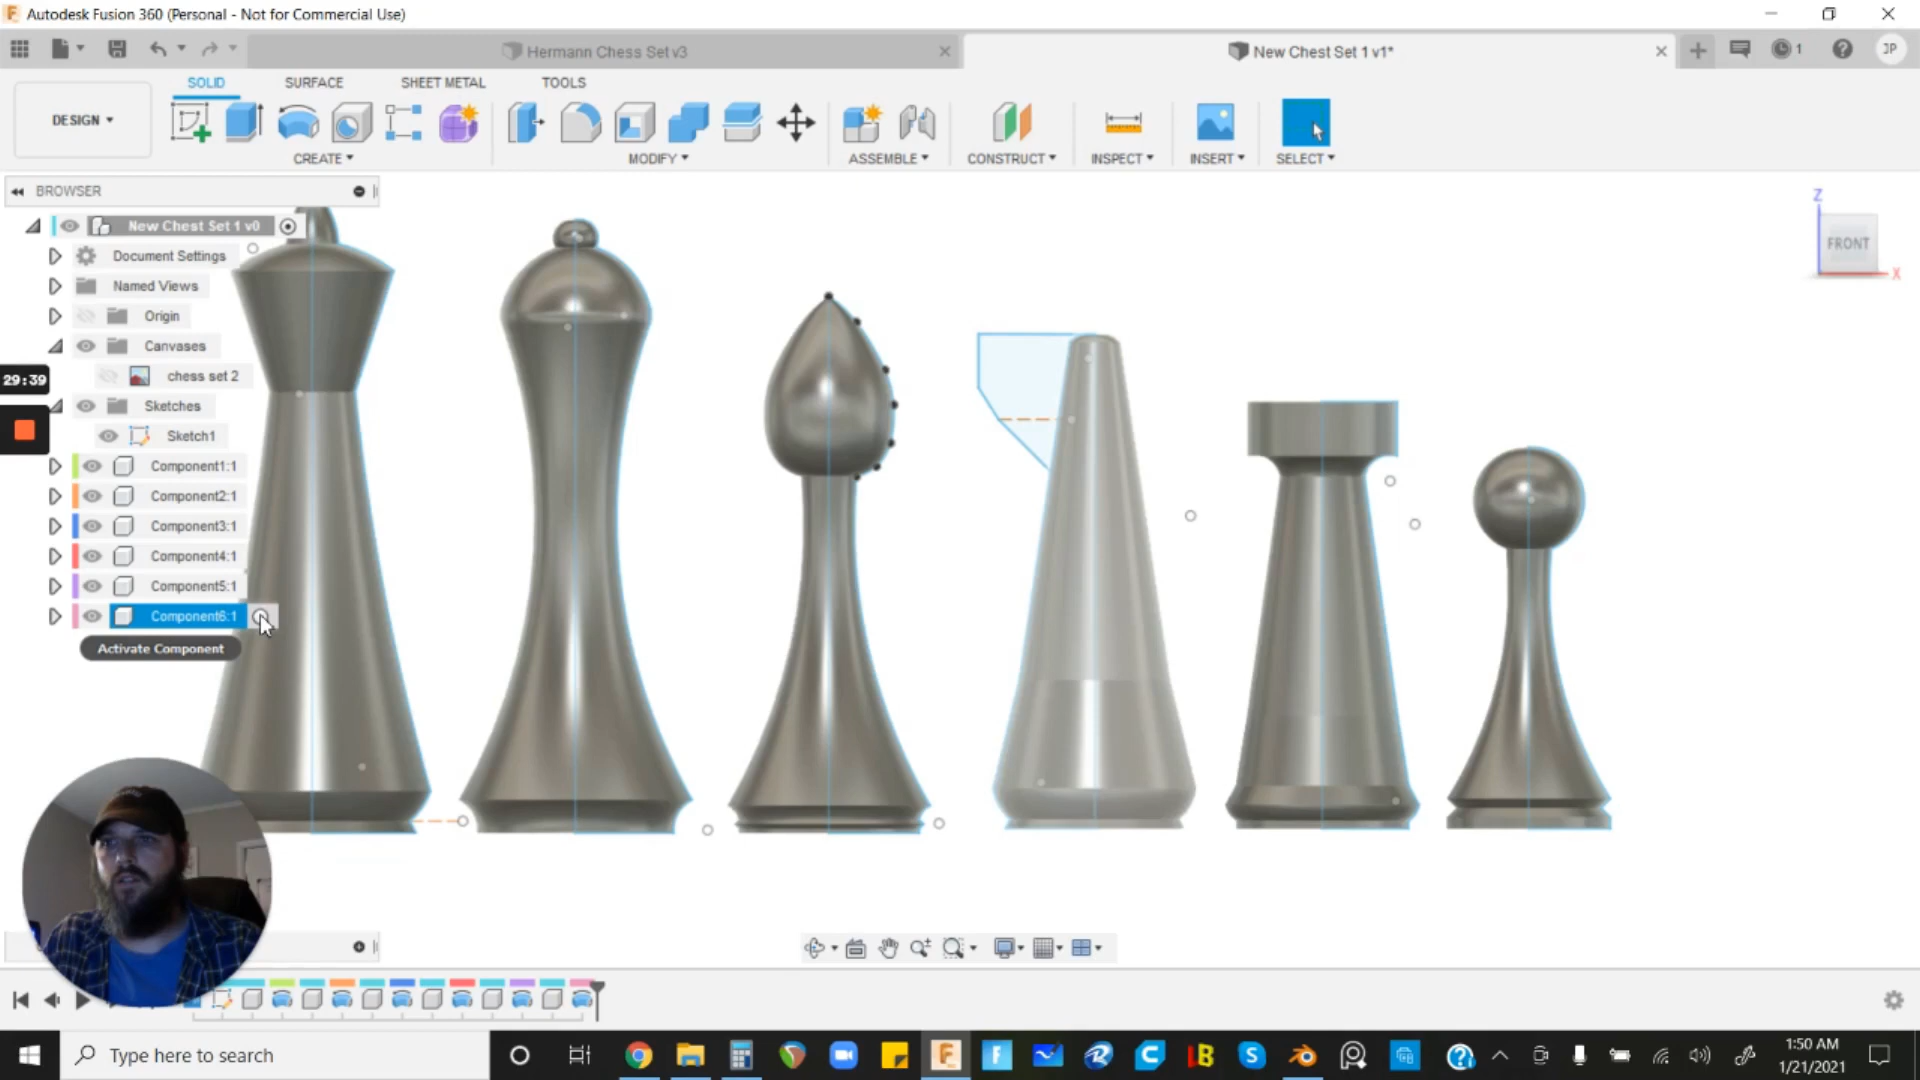 Autodesk Fusion 360 (Personal - Not for Commercial Use)
Hermann Chess Set v3
New Chest Set 1 v1*
1
JP
DESIGN
SOLID
SURFACE
SHEET METAL
TOOLS
CREATE
MODIFY
ASSEMBLE
CONSTRUCT
INSPECT
INSERT
SELECT
BROWSER
New Chest Set 1 v0
Document Settings
Named Views
Origin
Canvases
chess set 2
Sketches
Sketch1
Component1:1
Component2:1
Component3:1
Component4:1
Component5:1
Component6:1
Activate Component
29:39
Z
FRONT
X
Type here to search
1:50 AM
1/21/2021